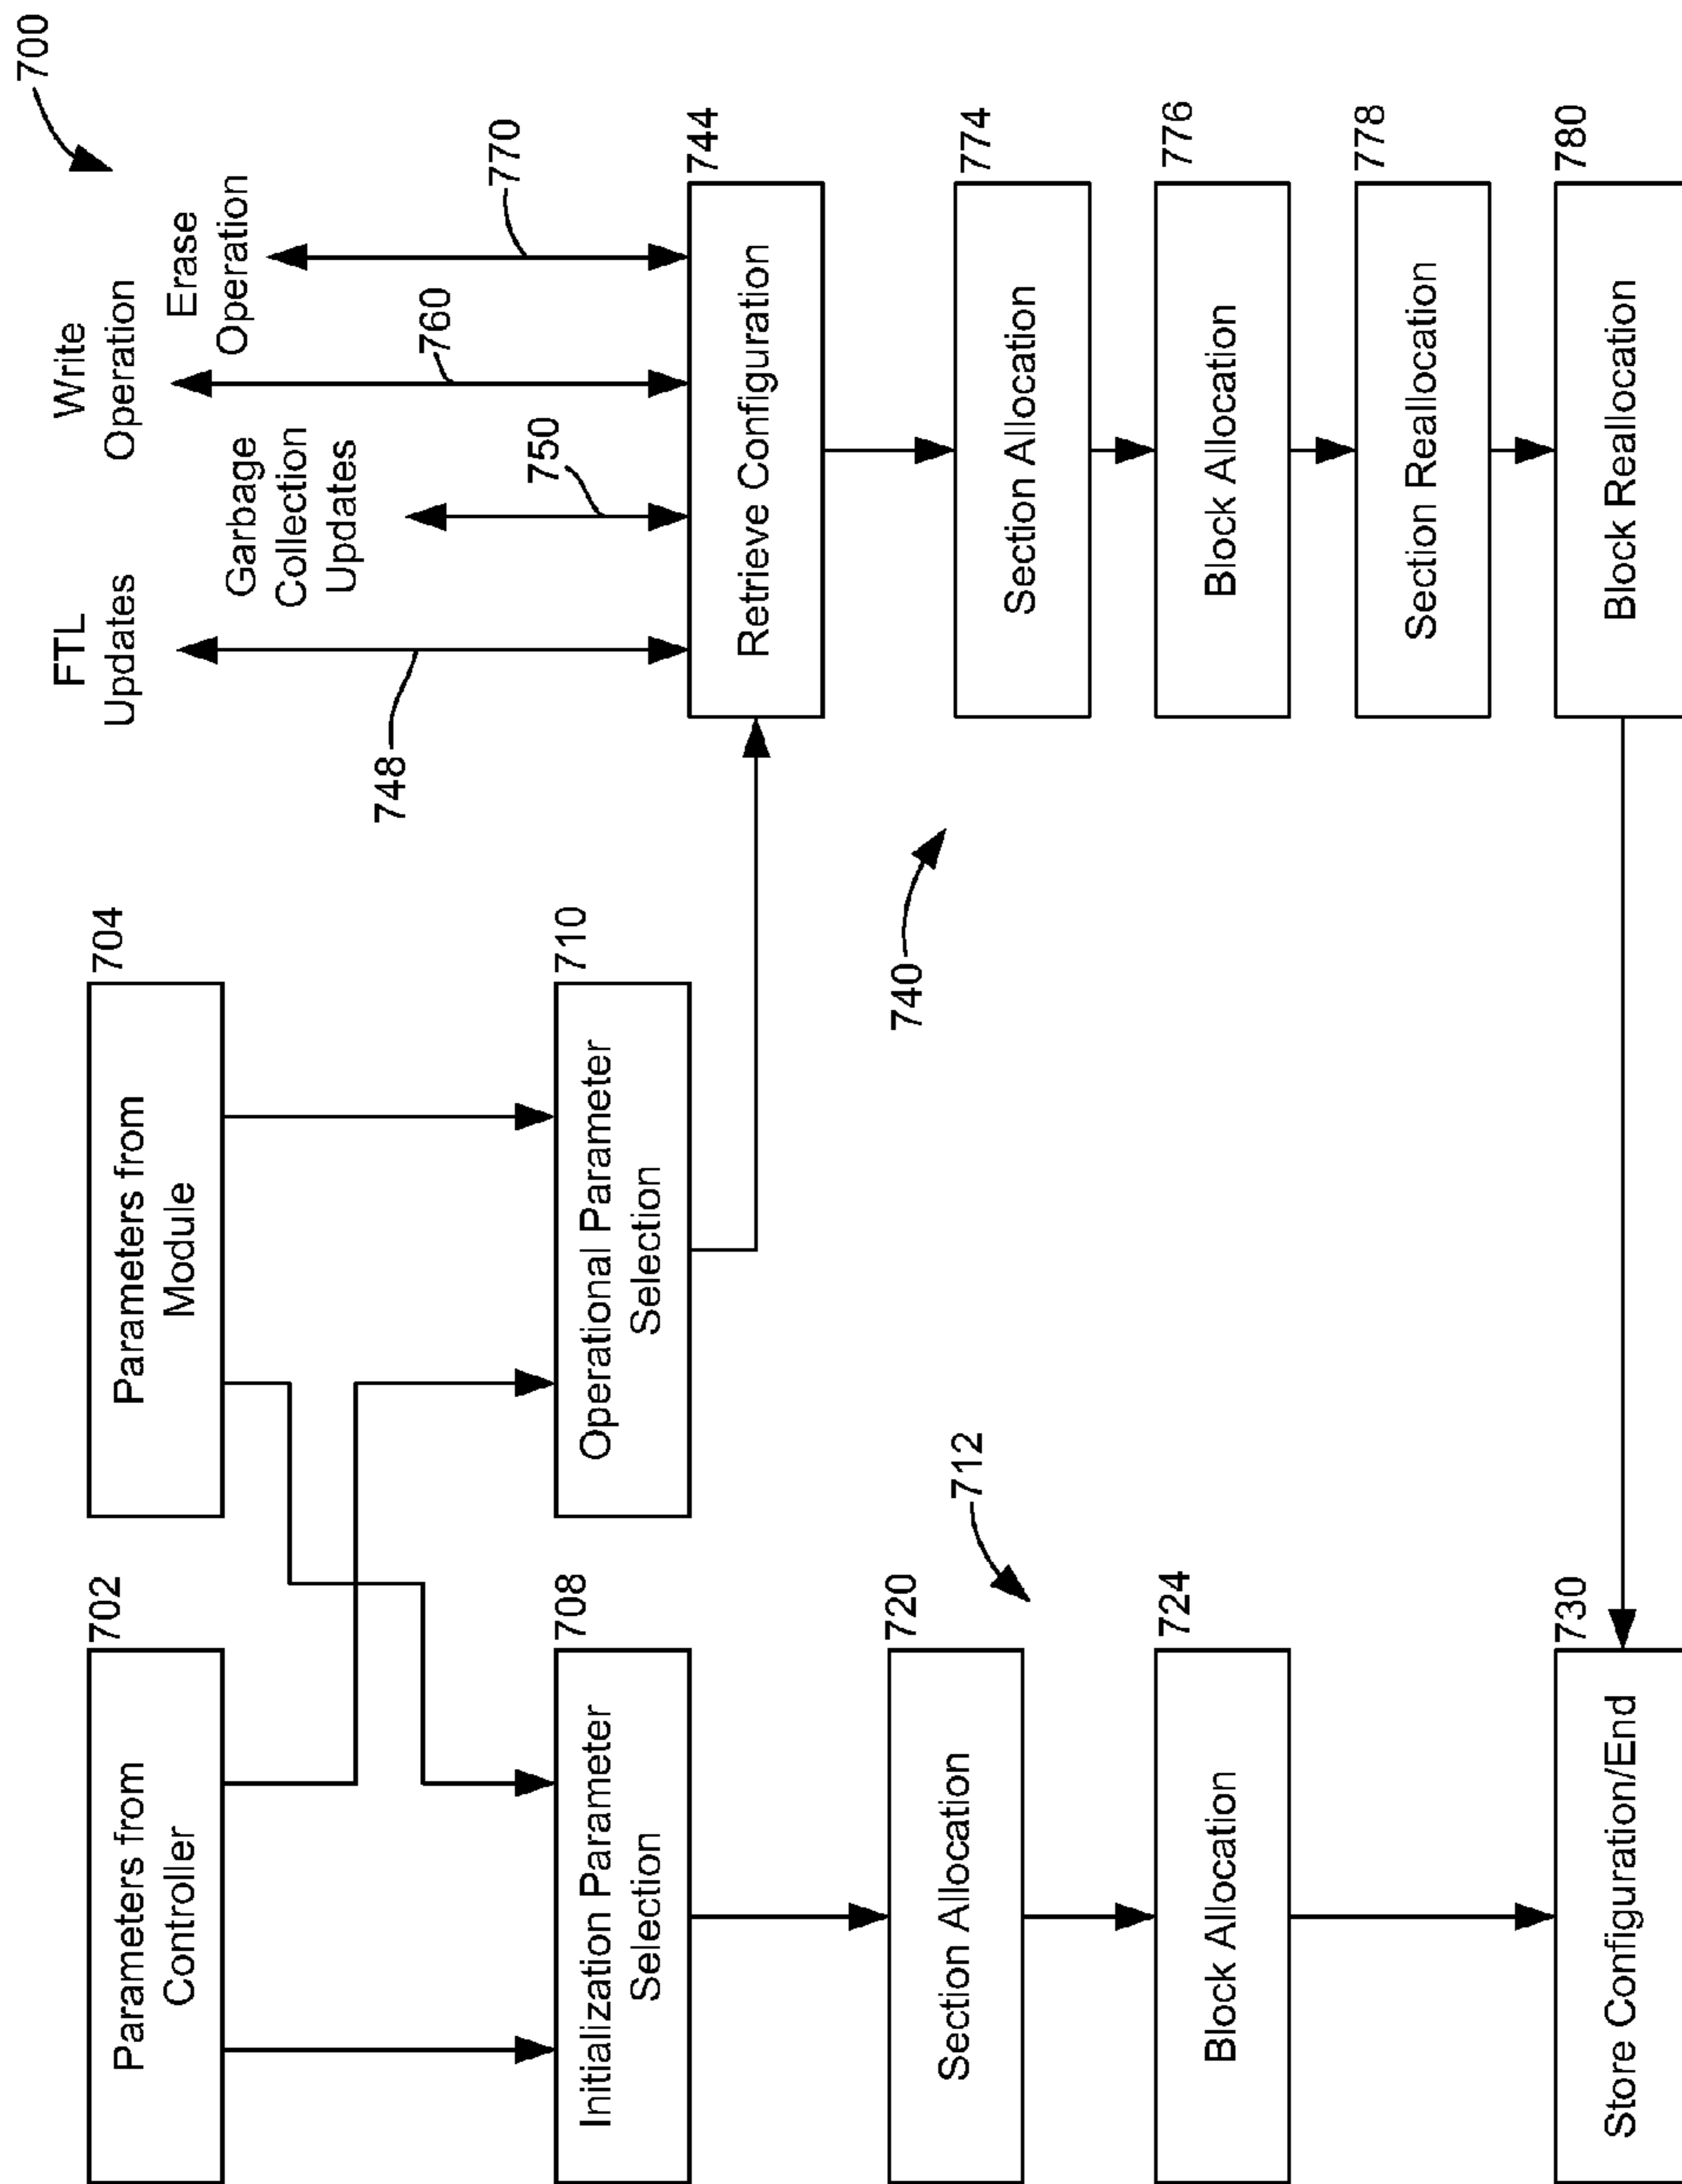 700
FTL
Updates
Garbage
Collection
Updates
Write
Operation
Erase
Operation
748
750
760
770
702
Parameters from
Controller
704
Parameters from
Module
708
Initialization Parameter
Selection
710
Operational Parameter
Selection
744
Retrieve Configuration
712
720
Section Allocation
724
Block Allocation
730
Store Configuration/End
740
774
Section Allocation
776
Block Allocation
778
Section Reallocation
780
Block Reallocation